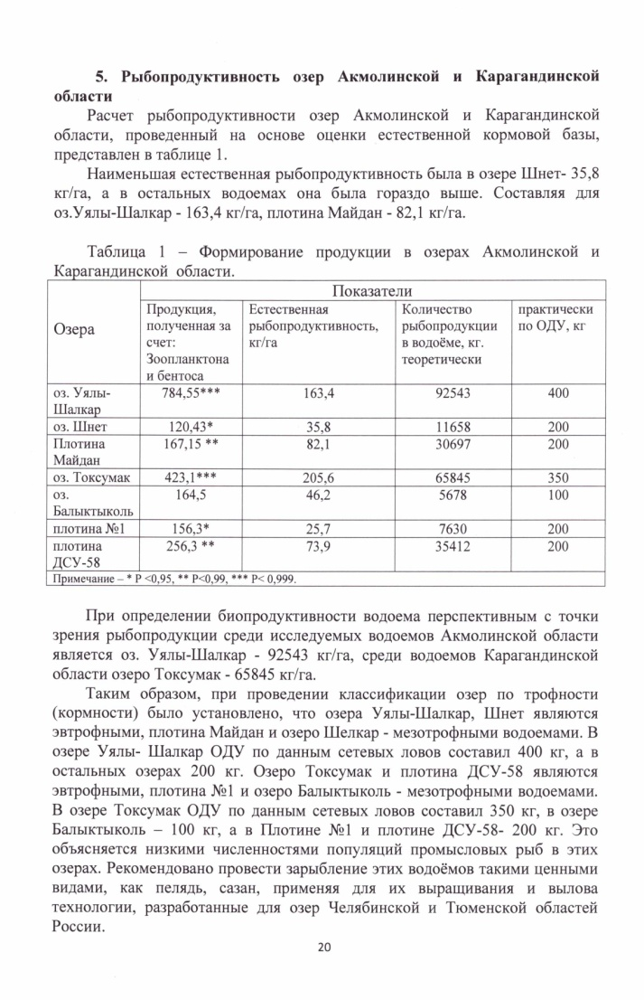 5. Рыбопродуктивность озер Акмолинской и Карагандинской
области
Расчет рыбопродуктивности озер Акмолинской и Карагандинской
области, проведенный на основе оценки естественной кормовой базы,
представлен в таблице 1.
Наименьшая естественная рыбопродуктивность была в озере Шнет- 35,8
кг/га, а в остальных водоемах она была гораздо выше. Составляя для
оз.Уялы-Шалкар - 163,4 кг/га, плотина Майдан - 82,1 кг/га.
Таблица 1 – Формирование продукции в озерах Акмолинской и
Карагандинской области.
Озера
Показатели
Продукция,
полученная за
счет:
Зоопланктона
и бентоса
Естественная
рыбопродуктивность,
кг/га
Количество
рыбопродукции
в водоёме, кг.
теоретически
практически
по ОДУ, кг
оз. Уялы- 784,55*** 163,4 92543 400
Шалкар
оз. Шнет 120,43* 35,8 11658 200
Плотина 167,15 ** 82,1 30697 200
Майдан
оз. Токсумак 423,1*** 205,6 65845 350
оз. 164,5 46,2 5678 100
Балыктыколь
плотина №1 156,3* 25,7 7630 200
плотина 256,3 ** 73,9 35412 200
ДСУ-58
Примечание – * Р <0,95, ** Р<0,99, *** Р< 0,999.
При определении биопродуктивности водоема перспективным с точки
зрения рыбопродукции среди исследуемых водоемов Акмолинской области
является оз. Уялы-Шалкар - 92543 кг/га, среди водоемов Карагандинской
области озеро Токсумак - 65845 кг/га.
Таким образом, при проведении классификации озер по трофности
(кормности) было установлено, что озера Уялы-Шалкар, Шнет являются
эвтрофными, плотина Майдан и озеро Шелкар - мезотрофными водоемами. В
озере Уялы- Шалкар ОДУ по данным сетевых ловов составил 400 кг, а в
остальных озерах 200 кг. Озеро Токсумак и плотина ДСУ-58 являются
эвтрофными, плотина №1 и озеро Балыктыколь - мезотрофными водоемами.
В озере Токсумак ОДУ по данным сетевых ловов составил 350 кг, в озере
Балыктыколь – 100 кг, а в Плотине №1 и плотине ДСУ-58- 200 кг. Это
объясняется низкими численностями популяций промысловых рыб в этих
озерах. Рекомендовано провести зарыбление этих водоёмов такими ценными
видами, как пелядь, сазан, применяя для их выращивания и вылова
технологии, разработанные для озер Челябинской и Тюменской областей
России.
20